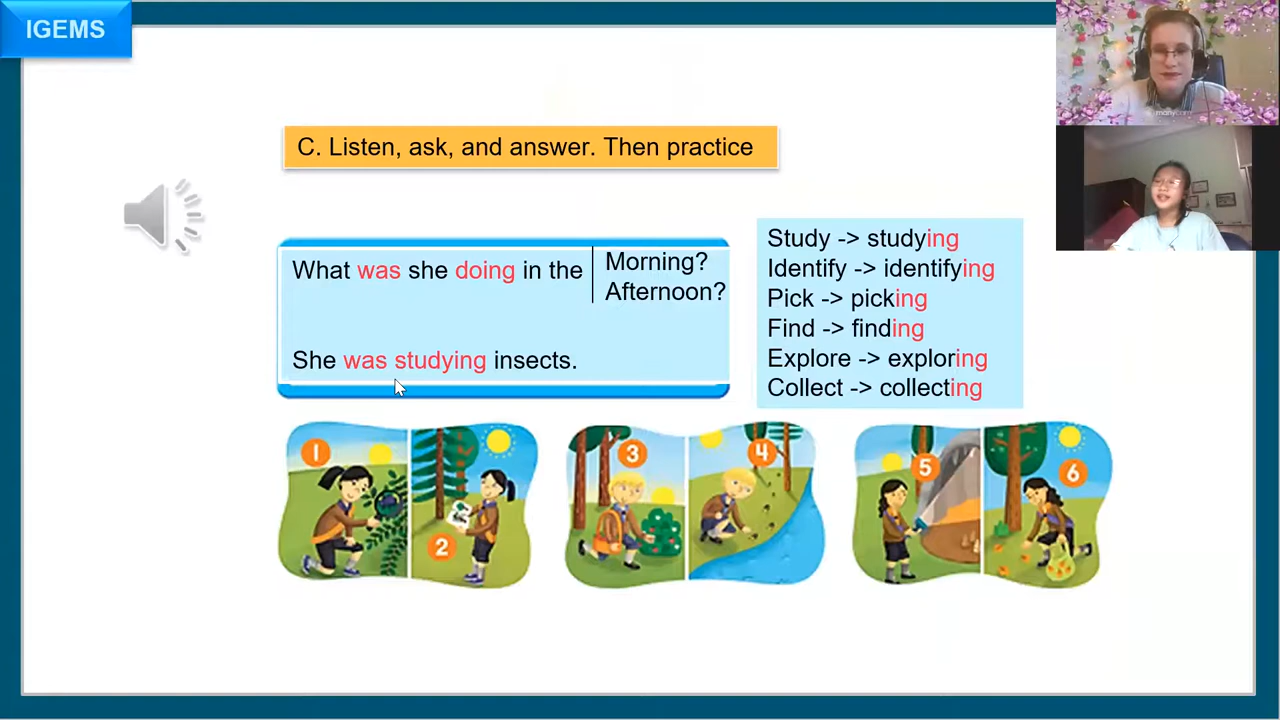 IGEMS
C. Listen, ask, and answer. Then practice
What was she doing in the
Morning?
Afternoon?
She was studying insects.
Study -> studying
Identify -> identifying
Pick -> picking
Find -> finding
Explore -> exploring
Collect -> collecting
1
2
3
4
5
6